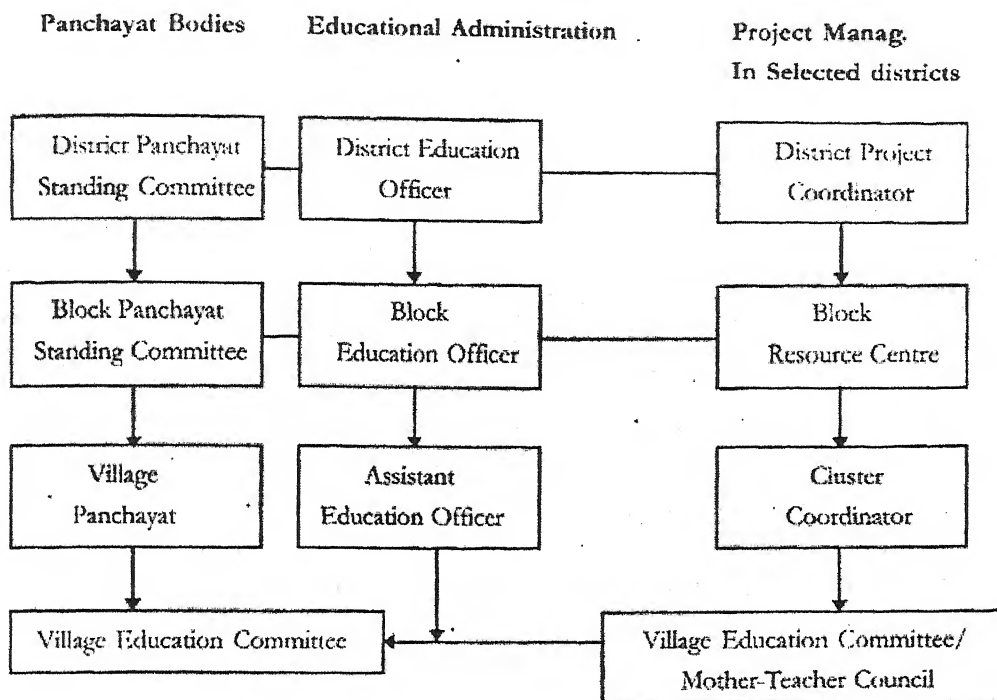 Panchayat Bodies
Educational Administration
Project Manag.
In Selected districts
District Panchayat
Standing Committee
District Education
Officer
District Project
Coordinator
Block Panchayat
Standing Committee
Block
Education Officer
Block
Resource Centre
Village
Panchayat
Assistant
Education Officer
Cluster
Coordinator
Village Education Committee
Village Education Committee/
Mother-Teacher Council